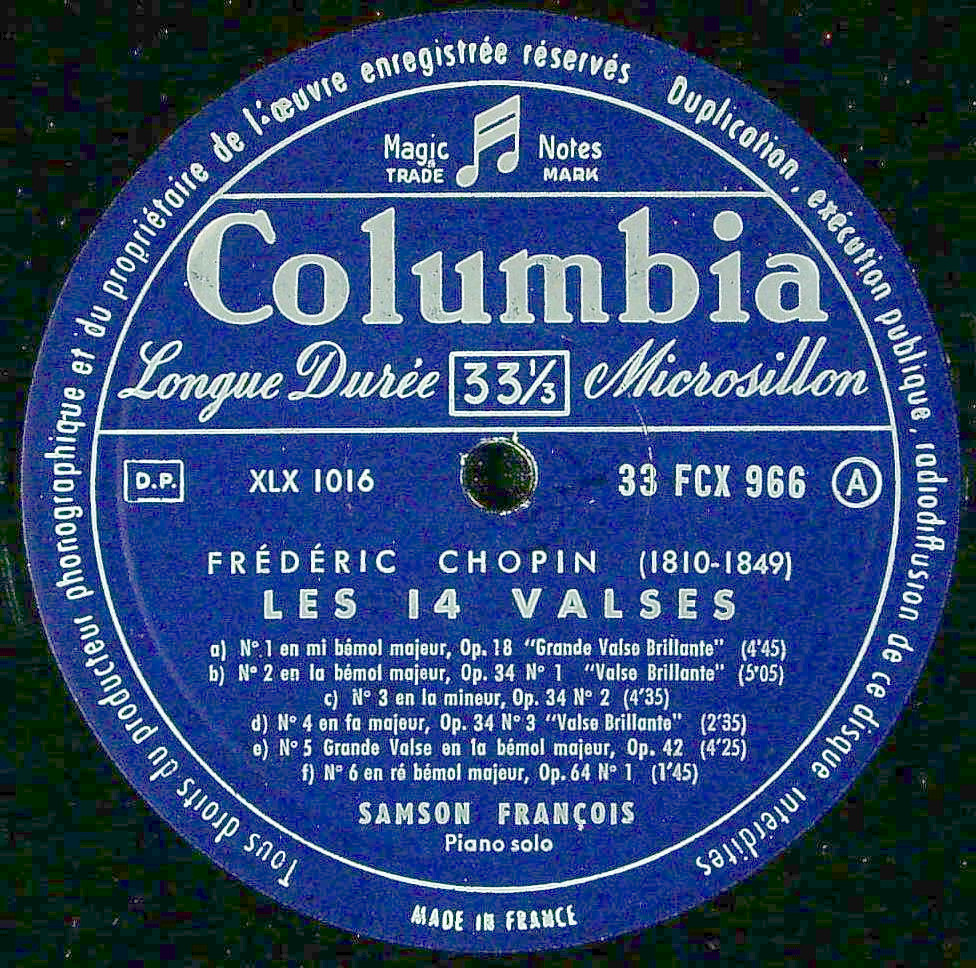 Tous droits du producteur phonographique et du propriétaire de l'œuvre enregistrée réservés
Duplication, exécution publique, radiodiffusion de ce disque interdites
Magic Notes
TRADE MARK
Columbia
Longue Durée 33⅓ Microsillon
D.P. XLX 1016 33 FCX 966 A
FRÉDÉRIC CHOPIN (1810-1849)
LES 14 VALSES
a) N° 1 en mi bémol majeur, Op. 18 "Grande Valse Brillante" (4'45)
b) N° 2 en la bémol majeur, Op. 34 N° 1 "Valse Brillante" (5'05)
c) N° 3 en la mineur, Op. 34 N° 2 (4'35)
d) N° 4 en fa majeur, Op. 34 N° 3 "Valse Brillante" (2'35)
e) N° 5 Grande Valse en la bémol majeur, Op. 42 (4'25)
f) N° 6 en ré bémol majeur, Op. 64 N° 1 (1'45)
SAMSON FRANÇOIS
Piano solo
MADE IN FRANCE